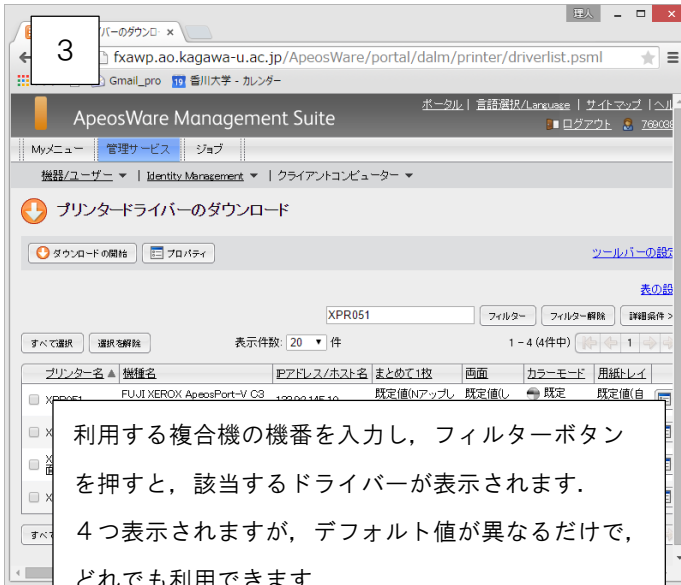 理人
3
バーのダウンロー ×
fxawp.ao.kagawa-u.ac.jp/ApeosWare/portal/dalm/printer/driverlist.psml
Gmail_pro 19 香川大学 - カレンダー
ApeosWare Management Suite
ポータル | 言語選択/Language | サイトマップ | ヘル
ログアウト 769038
Myメニュー 管理サービス ジョブ
機器/ユーザー ▼ | Identity Management ▼ | クライアントコンピューター ▼
プリンタードライバーのダウンロード
ダウンロードの開始 プロパティ
ツールバーの設定
表の設
XPR051 フィルター フィルター解除 詳細条件 >
すべて選択 選択を解除 表示件数: 20 ▼ 件 1 - 4 (4件中) 1
プリンター名 ▲ 機種名 IPアドレス/ホスト名 まとめて1枚 両面 カラーモード 用紙トレイ
XPR051 FUJI XEROX ApeosPort-V C3 既定値(Nアップし 既定値(し 既定 既定値(自
利用する複合機の機番を入力し，フィルターボタン
を押すと，該当するドライバーが表示されます．
４つ表示されますが，デフォルト値が異なるだけで，
どれでも利用できます